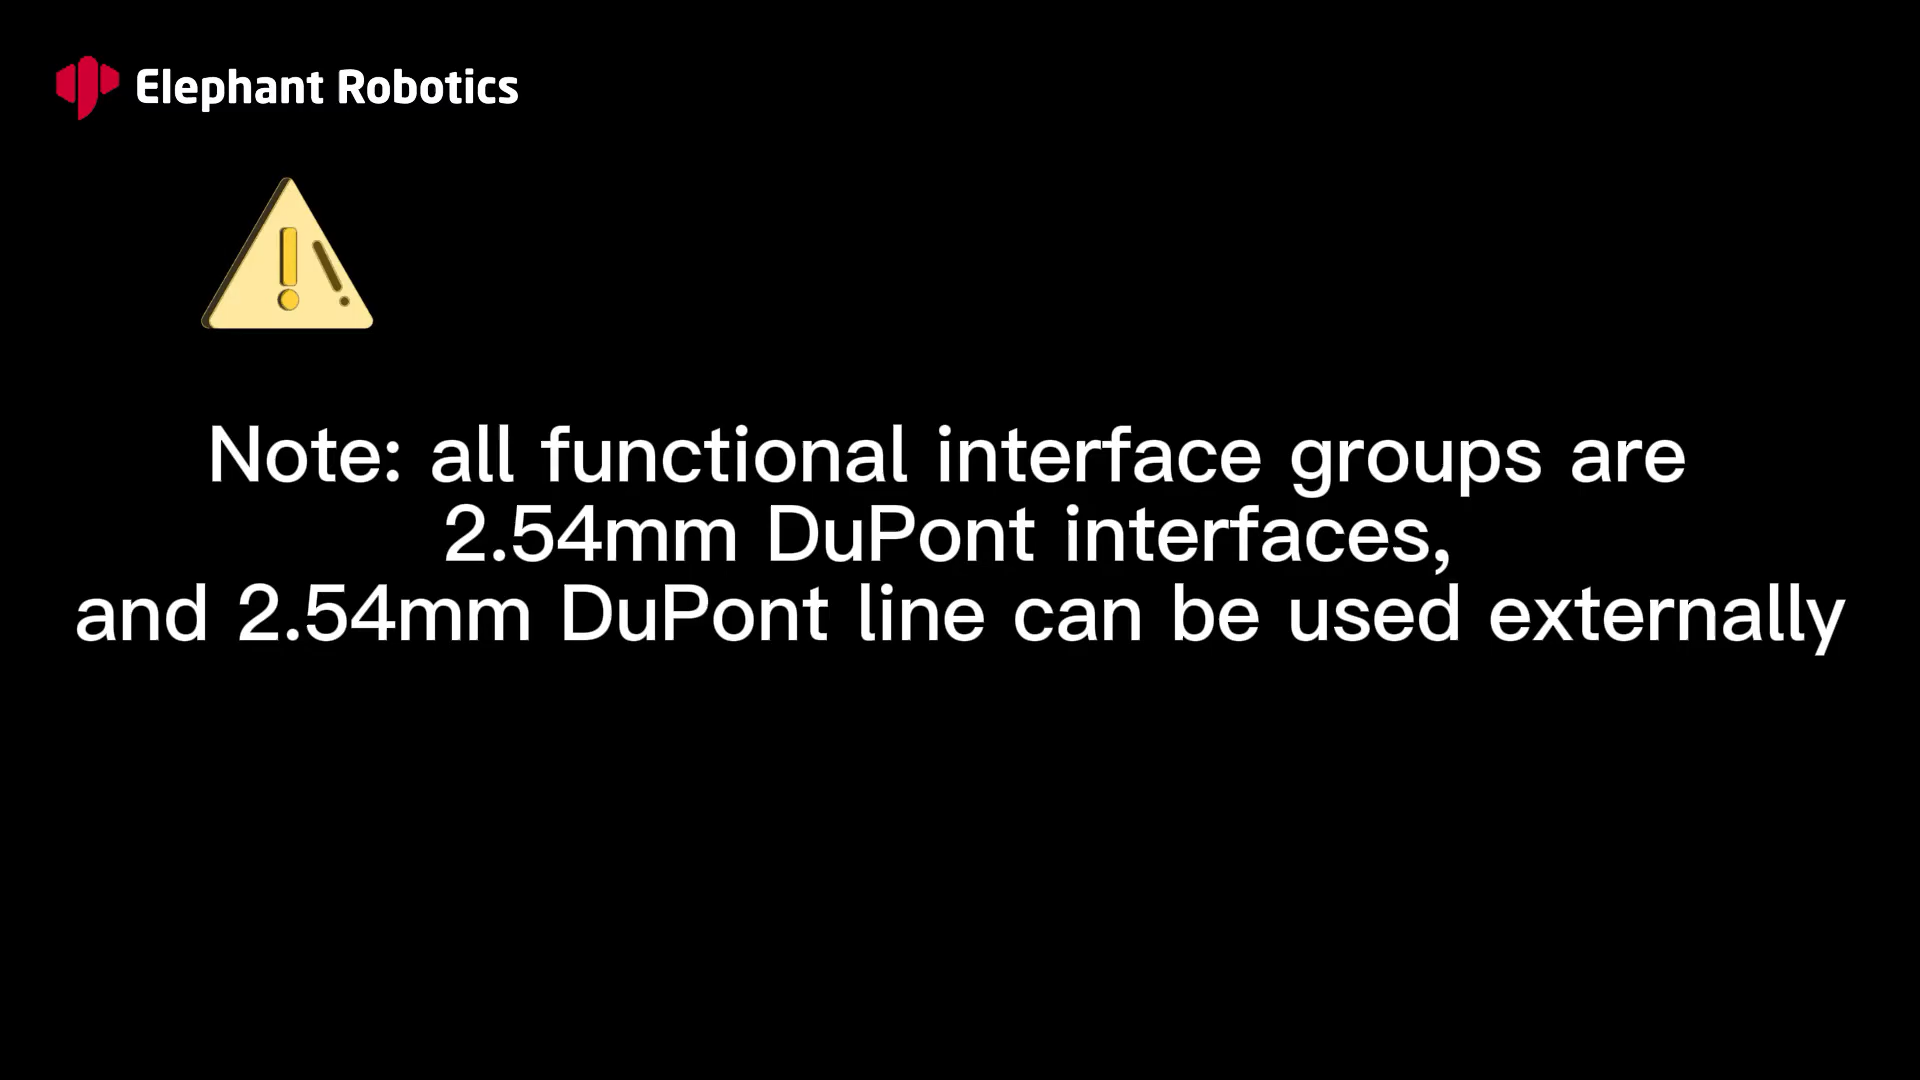 Elephant Robotics
Note: all functional interface groups are
2.54mm DuPont interfaces,
and 2.54mm DuPont line can be used externally